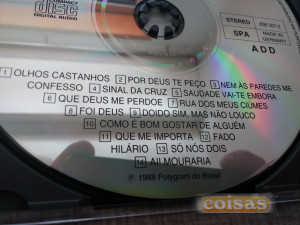 COMPACT
disc
DIGITAL AUDIO
STEREO
SPA
MADE IN
GERMANY
ADD
1 OLHOS CASTANHOS 2 POR DEUS TE PEÇO 3 NEM ÀS PAREDES ME
CONFESSO 4 SINAL DA CRUZ 5 SAUDADE VAI-TE EMBORA
6 QUE DEUS ME PERDOE 7 RUA DOS MEUS CIÚMES
8 FOI DEUS 9 DOIDO SIM, MAS NÃO LOUCO
10 COMO É BOM GOSTAR DE ALGUÉM
11 QUE ME IMPORTA 12 FADO
HILÁRIO 13 SÓ NÓS DOIS
14 AI! MOURARIA
℗ 1988 Polygram do Brasil
coisas